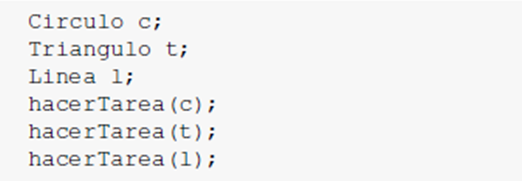 Circulo c;
Triangulo t;
Linea l;
hacerTarea(c);
hacerTarea(t);
hacerTarea(l);